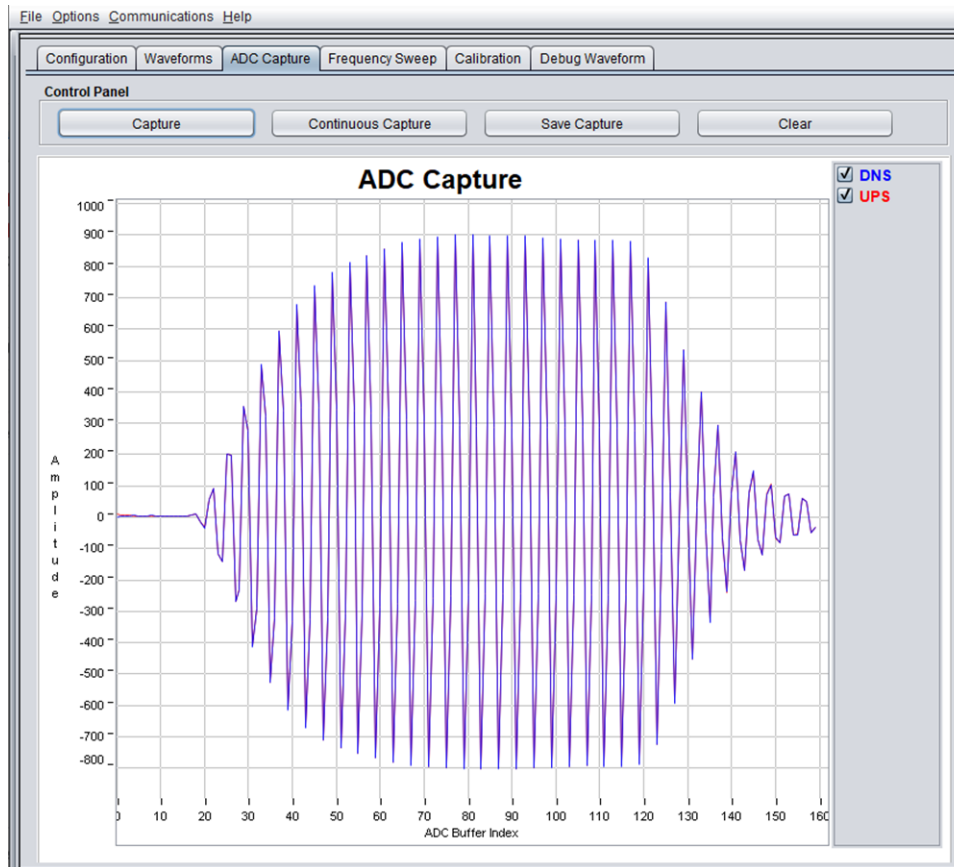 File Options Communications Help
Configuration Waveforms ADC Capture Frequency Sweep Calibration Debug Waveform
Control Panel
Capture Continuous Capture Save Capture Clear
ADC Capture
DNS
UPS
1000
900
800
700
600
500
400
300
200
100
0
-100
-200
-300
-400
-500
-600
-700
-800
Amplitude
0 10 20 30 40 50 60 70 80 90 100 110 120 130 140 150 160
ADC Buffer Index